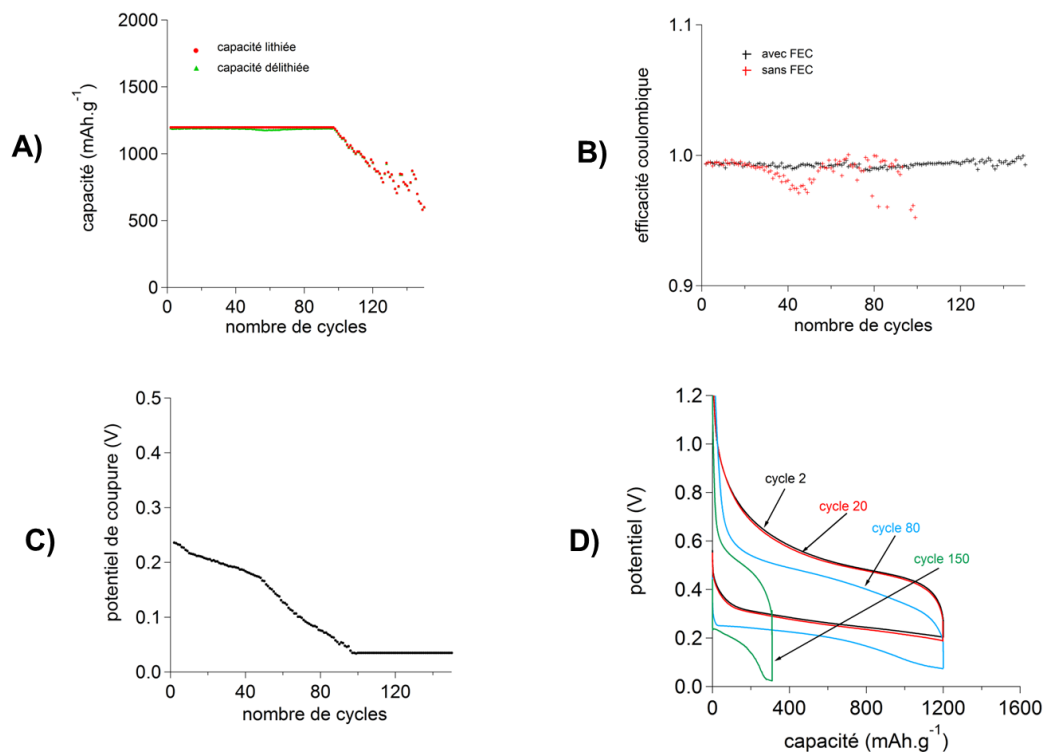 A)
capacité (mAh.g⁻¹)
2000
1500
1000
500
0
capacité lithiée
capacité délithiée
0 40 80 120
nombre de cycles
B)
efficacité coulombique
1.1
1.0
0.9
avec FEC
sans FEC
0 40 80 120
nombre de cycles
C)
potentiel de coupure (V)
0.5
0.4
0.3
0.2
0.1
0.0
0 40 80 120
nombre de cycles
D)
potentiel (V)
1.2
1.0
0.8
0.6
0.4
0.2
0.0
cycle 2
cycle 20
cycle 80
cycle 150
0 400 800 1200 1600
capacité (mAh.g⁻¹)